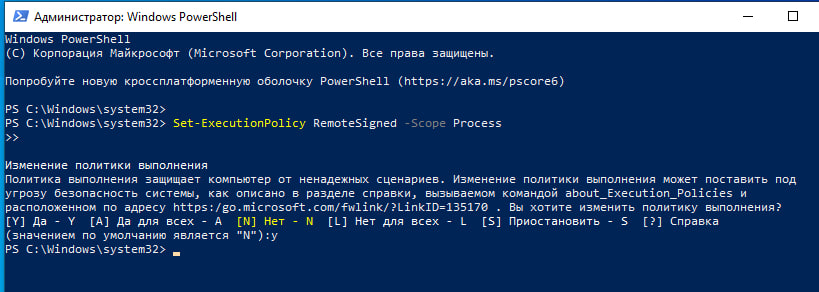 Администратор: Windows PowerShell
Windows PowerShell
(C) Корпорация Майкрософт (Microsoft Corporation). Все права защищены.
Попробуйте новую кроссплатформенную оболочку PowerShell (https://aka.ms/pscore6)
PS C:\Windows\system32>
PS C:\Windows\system32> Set-ExecutionPolicy RemoteSigned -Scope Process
>>
Изменение политики выполнения
Политика выполнения защищает компьютер от ненадежных сценариев. Изменение политики выполнения может поставить под
угрозу безопасность системы, как описано в разделе справки, вызываемом командой about_Execution_Policies и
расположенном по адресу https:/go.microsoft.com/fwlink/?LinkID=135170 . Вы хотите изменить политику выполнения?
[Y] Да - Y  [A] Да для всех - A  [N] Нет - N  [L] Нет для всех - L  [S] Приостановить - S  [?] Справка
(значением по умолчанию является "N"):y
PS C:\Windows\system32>